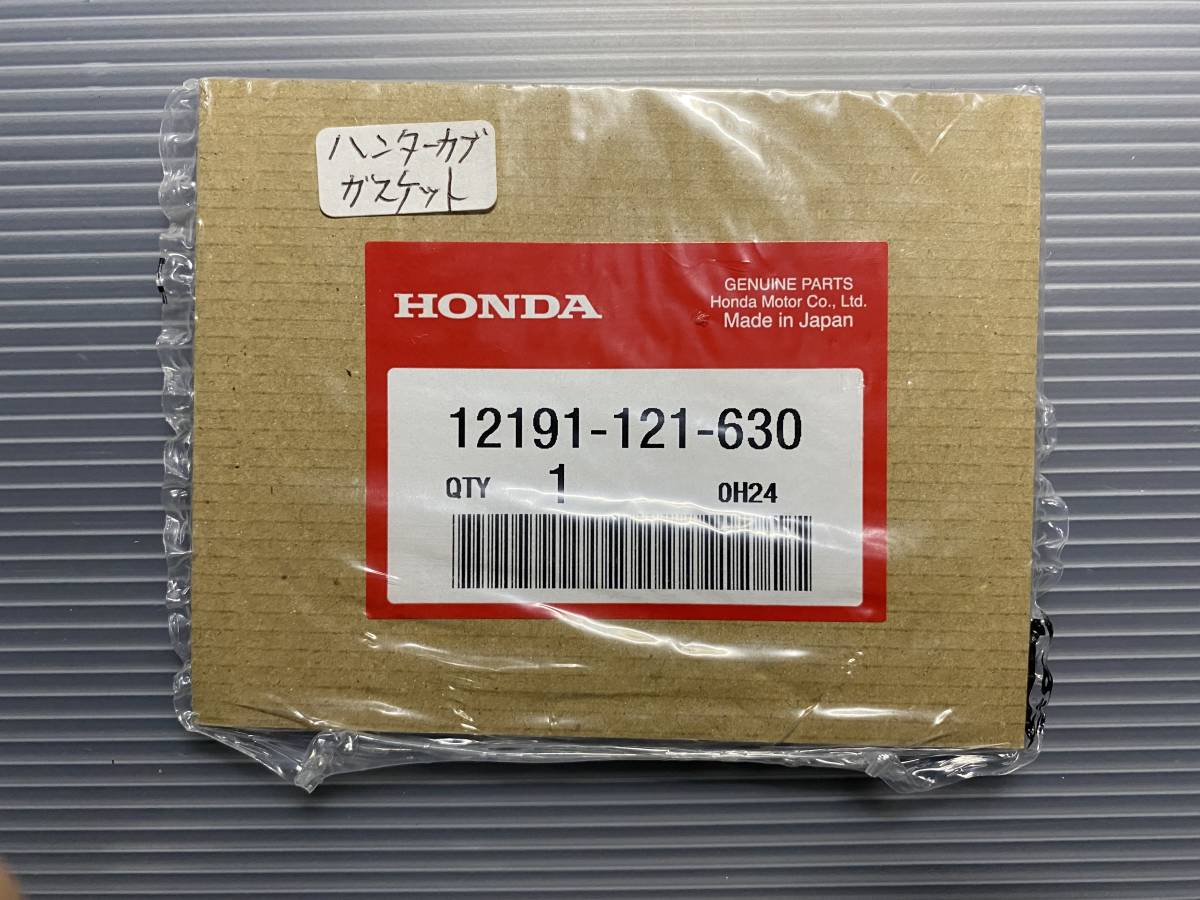 ハンターカブ
ガスケット
HONDA
GENUINE PARTS
Honda Motor Co., Ltd.
Made in Japan
12191-121-630
QTY 1 0H24